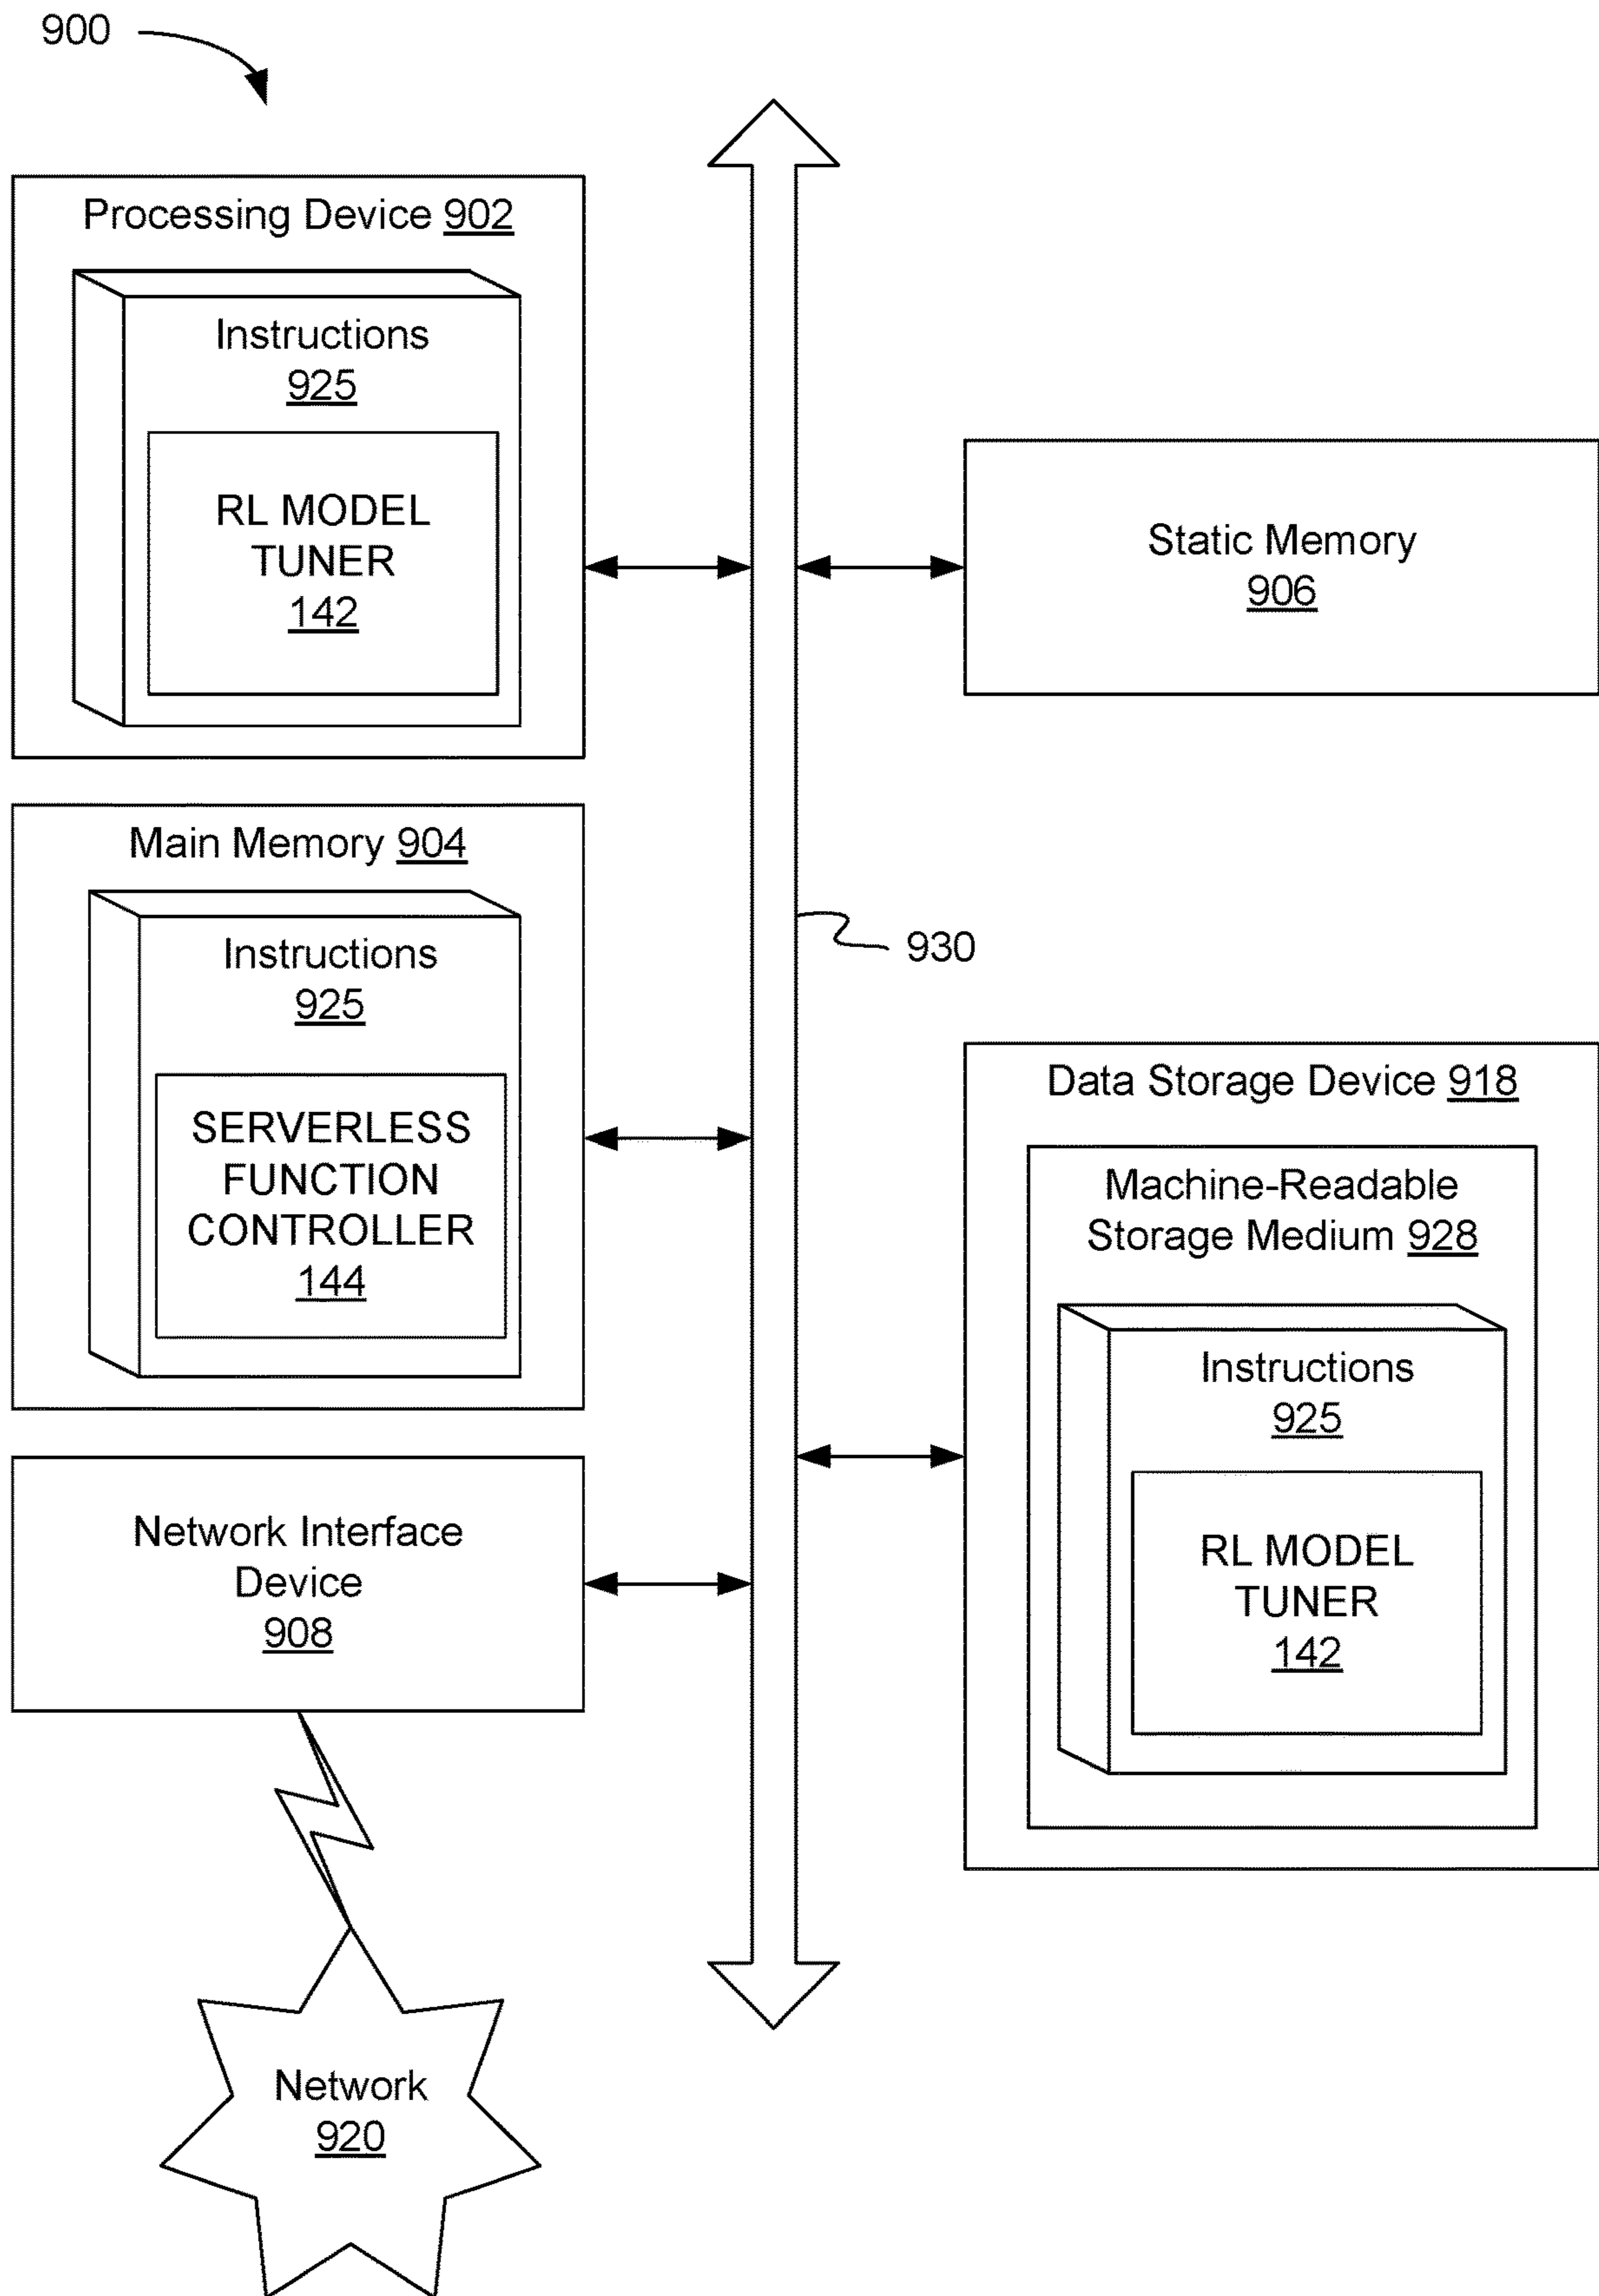 900
Processing Device 902
Instructions
925
RL MODEL
TUNER
142
Static Memory
906
Main Memory 904
Instructions
925
SERVERLESS
FUNCTION
CONTROLLER
144
930
Data Storage Device 918
Machine-Readable
Storage Medium 928
Instructions
925
RL MODEL
TUNER
142
Network Interface
Device
908
Network
920